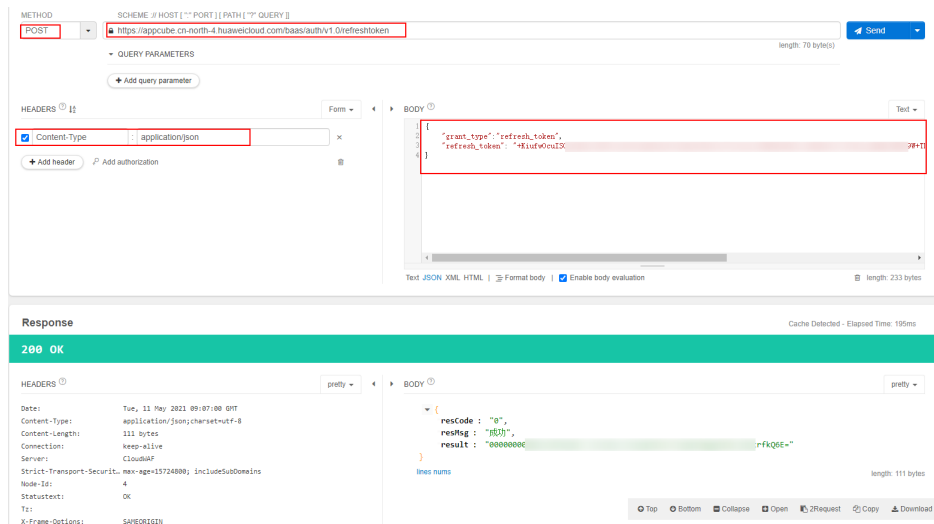 METHOD
SCHEME :// HOST [ ":" PORT ] [ PATH [ "?" QUERY ]]
POST
https://appcube.cn-north-4.huaweicloud.com/baas/auth/v1.0/refreshtoken
Send
length: 70 byte(s)
QUERY PARAMETERS
+ Add query parameter
HEADERS
Form
BODY
Text
Content-Type : application/json
+ Add header
Add authorization
1 {
2 "grant_type":"refresh_token",
3 "refresh_token": "+KiufwOcuIS
4 }
Text JSON XML HTML | Format body | Enable body evaluation
length: 233 bytes
Response
Cache Detected - Elapsed Time: 195ms
200 OK
HEADERS
pretty
BODY
pretty
Date: Tue, 11 May 2021 09:07:00 GMT
Content-Type: application/json;charset=utf-8
Content-Length: 111 bytes
Connection: keep-alive
Server: CloudWAF
Strict-Transport-Securit… max-age=15724800; includeSubDomains
Node-Id: 4
Statustext: OK
Tz:
X-Frame-Options: SAMEORIGIN
{
resCode : "0",
resMsg : "成功",
result : "00000000 rfkQ6E="
}
lines nums
length: 111 bytes
Top Bottom Collapse Open 2Request Copy Download